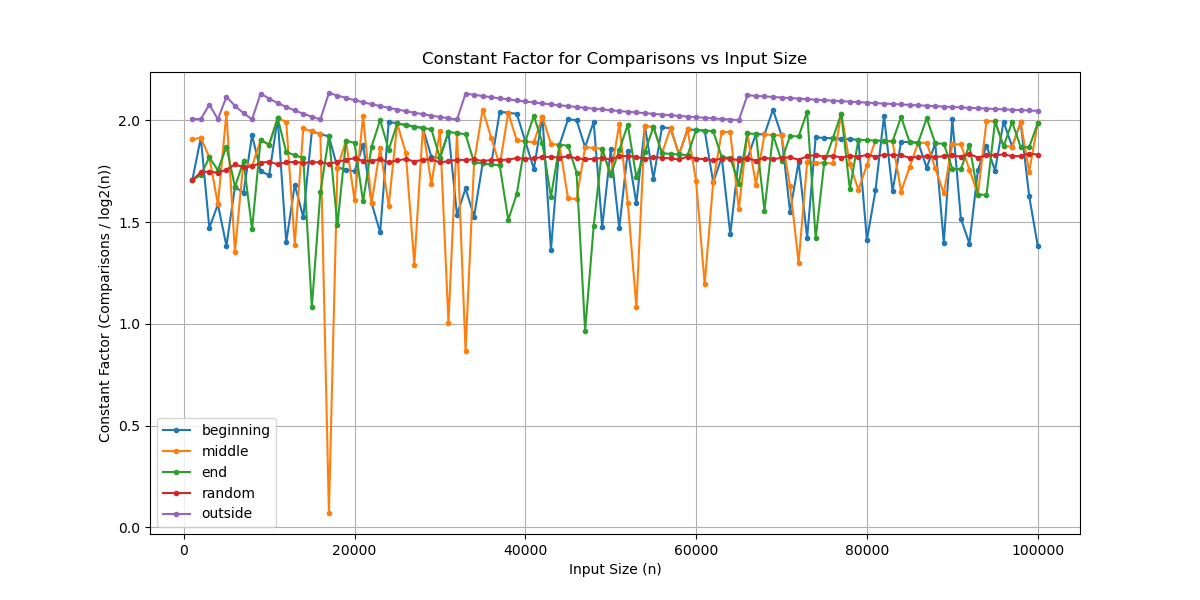 Constant Factor for Comparisons vs Input Size
Constant Factor (Comparisons / log2(n))
2.0
1.5
1.0
0.5
0.0
beginning
middle
end
random
outside
0
20000
40000
60000
80000
100000
Input Size (n)